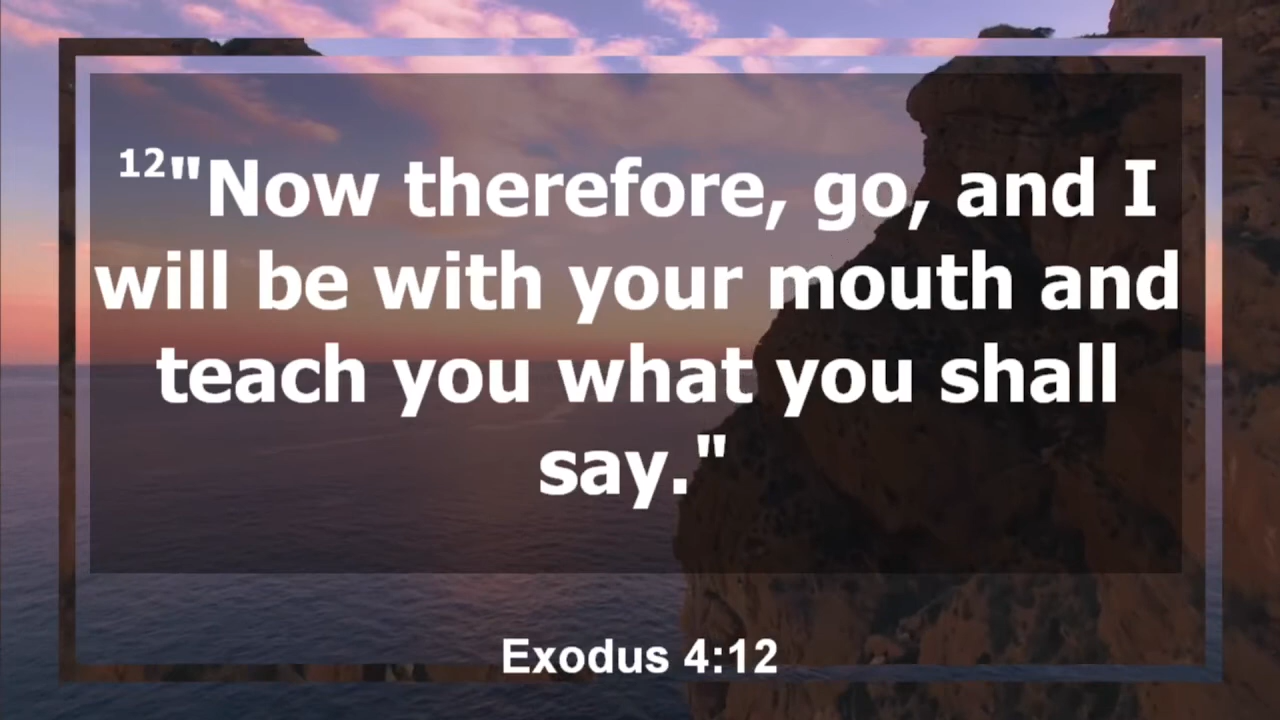 12"Now therefore, go, and I
will be with your mouth and
teach you what you shall
say."
Exodus 4:12